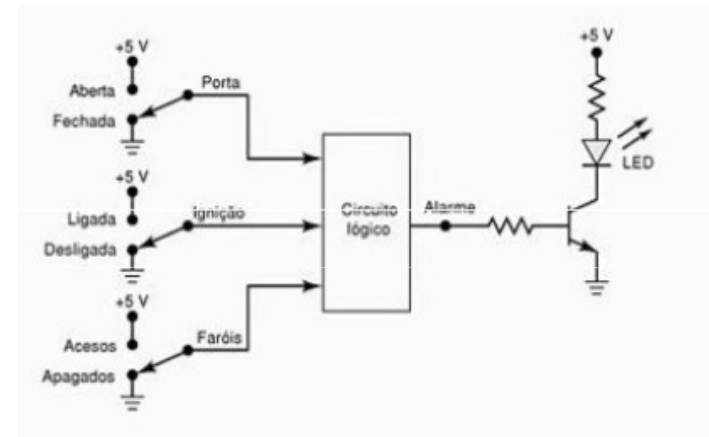 +5 V
Aberta
Porta
Fechada
+5 V
Ligada
Ignição
Desligada
+5 V
Acesos
Faróis
Apagados
Circuito
lógico
Alarme
+5 V
LED